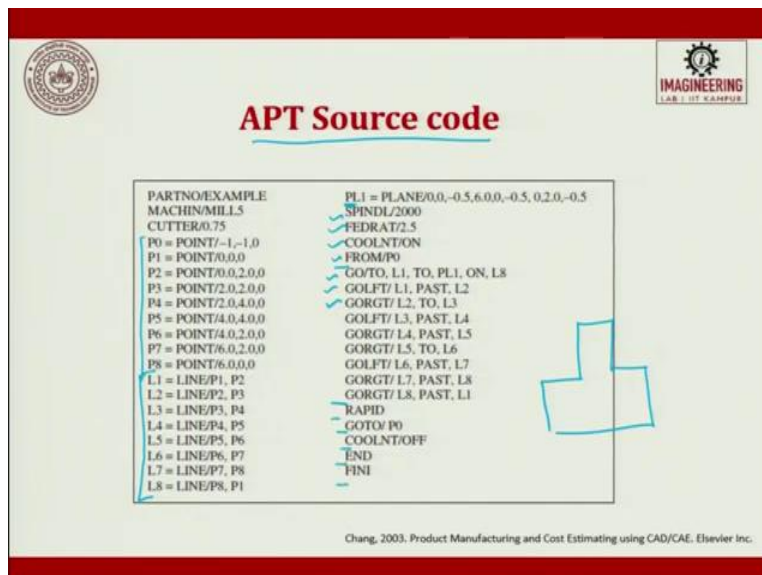 IMAGINEERING
LAB | IIT KANPUR
APT Source code
PARTNO/EXAMPLE
MACHIN/MILL5
CUTTER/0.75
P0 = POINT/−1,−1,0
P1 = POINT/0,0,0
P2 = POINT/0.0,2.0,0
P3 = POINT/2.0,2.0,0
P4 = POINT/2.0,4.0,0
P5 = POINT/4.0,4.0,0
P6 = POINT/4.0,2.0,0
P7 = POINT/6.0,2.0,0
P8 = POINT/6.0,0,0
L1 = LINE/P1, P2
L2 = LINE/P2, P3
L3 = LINE/P3, P4
L4 = LINE/P4, P5
L5 = LINE/P5, P6
L6 = LINE/P6, P7
L7 = LINE/P7, P8
L8 = LINE/P8, P1
PL1 = PLANE/0,0,−0.5,6.0,0,−0.5, 0,2.0,−0.5
SPINDL/2000
FEDRAT/2.5
COOLNT/ON
FROM/P0
GO/TO, L1, TO, PL1, ON, L8
GOLFT/ L1, PAST, L2
GORGT/ L2, TO, L3
GOLFT/ L3, PAST, L4
GORGT/ L4, PAST, L5
GORGT/ L5, TO, L6
GOLFT/ L6, PAST, L7
GORGT/ L7, PAST, L8
GORGT/ L8, PAST, L1
RAPID
GOTO/ P0
COOLNT/OFF
END
FINI
Chang, 2003. Product Manufacturing and Cost Estimating using CAD/CAE. Elsevier Inc.